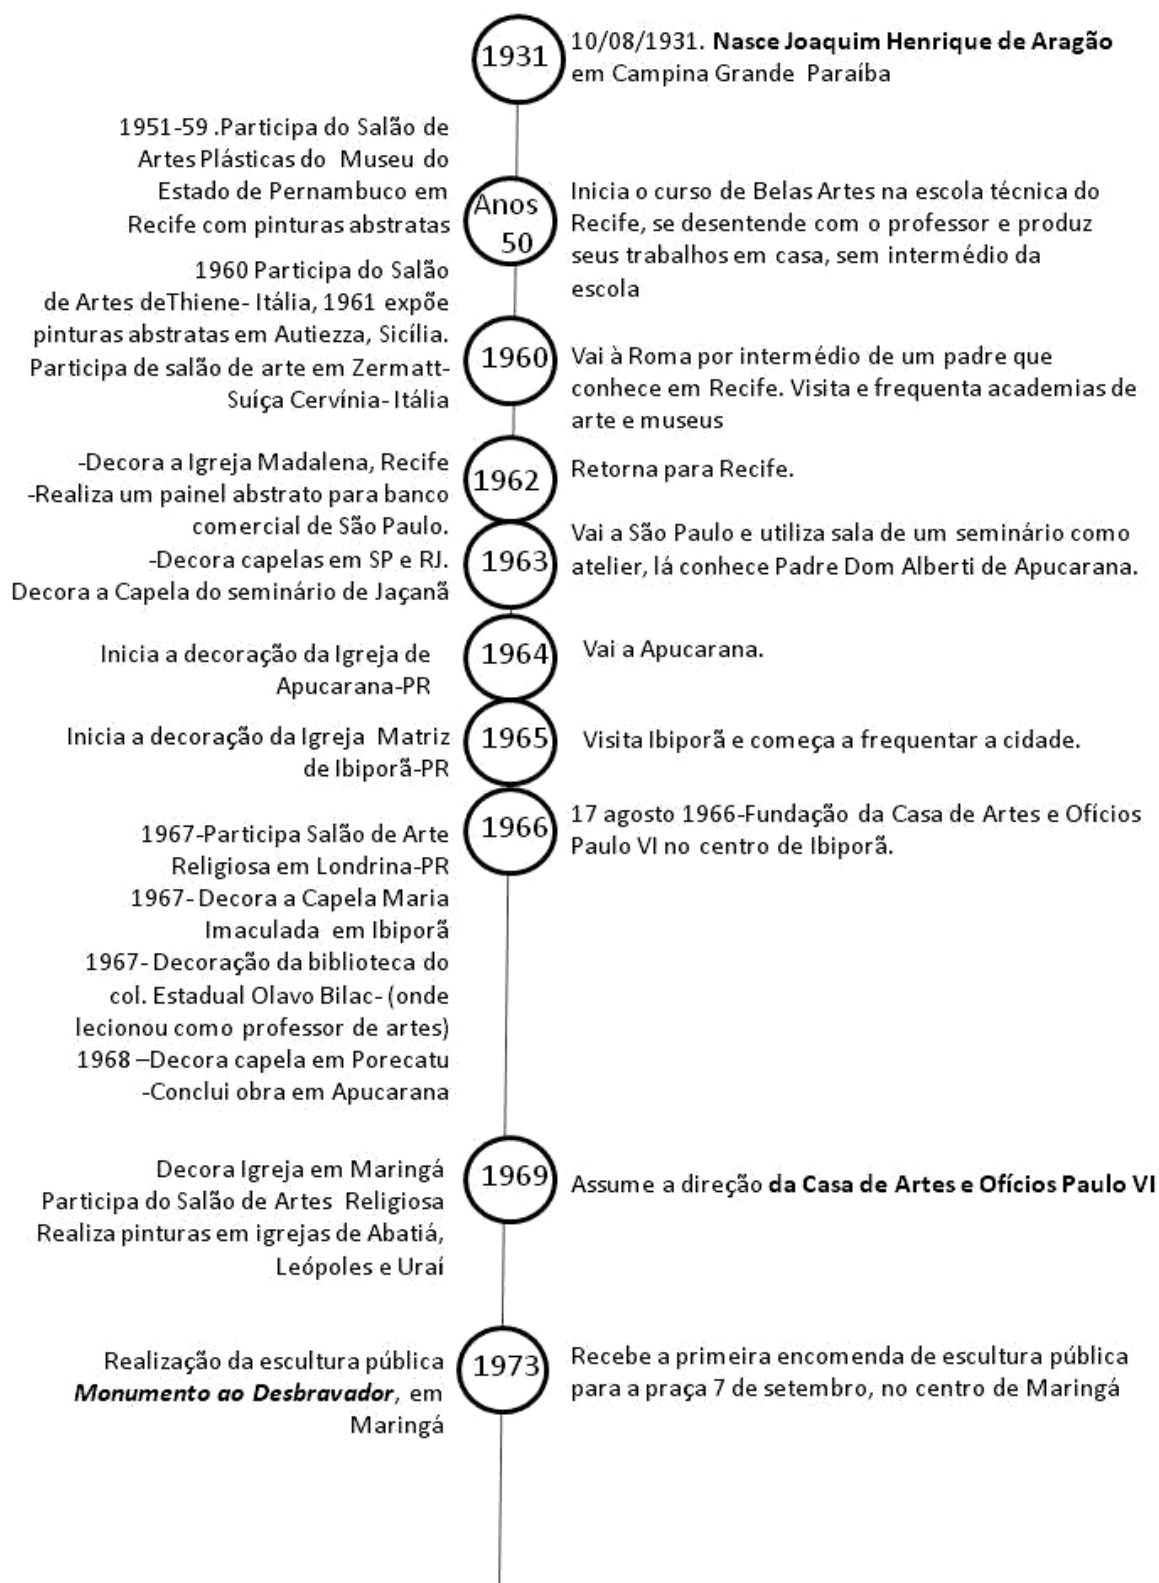 1931
10/08/1931. Nasce Joaquim Henrique de Aragão
em Campina Grande Paraíba
1951-59 .Participa do Salão de
Artes Plásticas do Museu do
Estado de Pernambuco em
Recife com pinturas abstratas
Anos
50
Inicia o curso de Belas Artes na escola técnica do
Recife, se desentende com o professor e produz
seus trabalhos em casa, sem intermédio da
escola
1960 Participa do Salão
de Artes deThiene- Itália, 1961 expõe
pinturas abstratas em Autiezza, Sicília.
Participa de salão de arte em Zermatt-
Suíça Cervínia- Itália
1960
Vai à Roma por intermédio de um padre que
conhece em Recife. Visita e frequenta academias de
arte e museus
-Decora a Igreja Madalena, Recife
-Realiza um painel abstrato para banco
comercial de São Paulo.
-Decora capelas em SP e RJ.
Decora a Capela do seminário de Jaçanã
1962
Retorna para Recife.
1963
Vai a São Paulo e utiliza sala de um seminário como
atelier, lá conhece Padre Dom Alberti de Apucarana.
Inicia a decoração da Igreja de
Apucarana-PR
1964
Vai a Apucarana.
Inicia a decoração da Igreja Matriz
de Ibiporã-PR
1965
Visita Ibiporã e começa a frequentar a cidade.
1966
17 agosto 1966-Fundação da Casa de Artes e Ofícios
Paulo VI no centro de Ibiporã.
1967-Participa Salão de Arte
Religiosa em Londrina-PR
1967- Decora a Capela Maria
Imaculada em Ibiporã
1967- Decoração da biblioteca do
col. Estadual Olavo Bilac- (onde
lecionou como professor de artes)
1968 –Decora capela em Porecatu
-Conclui obra em Apucarana
Decora Igreja em Maringá
Participa do Salão de Artes Religiosa
Realiza pinturas em igrejas de Abatiá,
Leópoles e Uraí
1969
Assume a direção da Casa de Artes e Ofícios Paulo VI
Realização da escultura pública
Monumento ao Desbravador, em
Maringá
1973
Recebe a primeira encomenda de escultura pública
para a praça 7 de setembro, no centro de Maringá